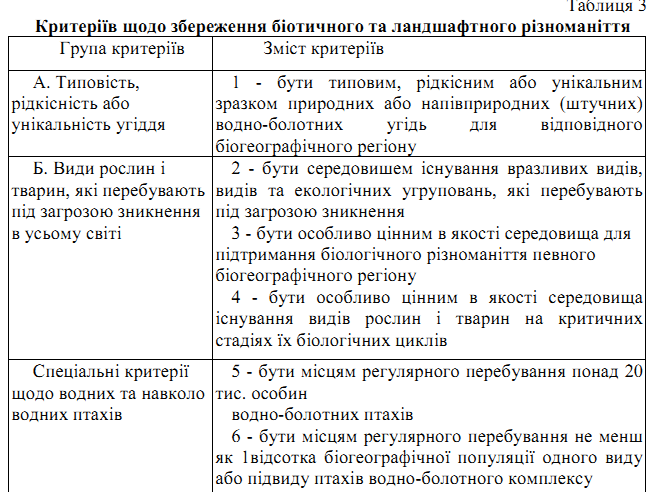 Таблиця 3
Критеріїв щодо збереження біотичного та ландшафтного різноманіття
Група критеріїв
Зміст критеріїв
А. Типовість,
рідкісність або
унікальність угіддя
1 - бути типовим, рідкісним або унікальним
зразком природних або напівприродних (штучних)
водно-болотних угідь для відповідного
біогеографічного регіону
Б. Види рослин і
тварин, які перебувають
під загрозою зникнення
в усьому світі
2 - бути середовишем існування вразливих видів,
видів та екологічних угруповань, які перебувають
під загрозою зникнення
3 - бути особливо цінним в якості середовища для
підтримання біологічного різноманіття певного
біогеографічного регіону
4 - бути особливо цінним в якості середовища
існування видів рослин і тварин на критичних
стадіях їх біологічних циклів
Спеціальні критерії
щодо водних та навколо
водних птахів
5 - бути місцям регулярного перебування понад 20
тис. особин
водно-болотних птахів
6 - бути місцям регулярного перебування не менш
як 1відсотка біогеографічної популяції одного виду
або підвиду птахів водно-болотного комплексу